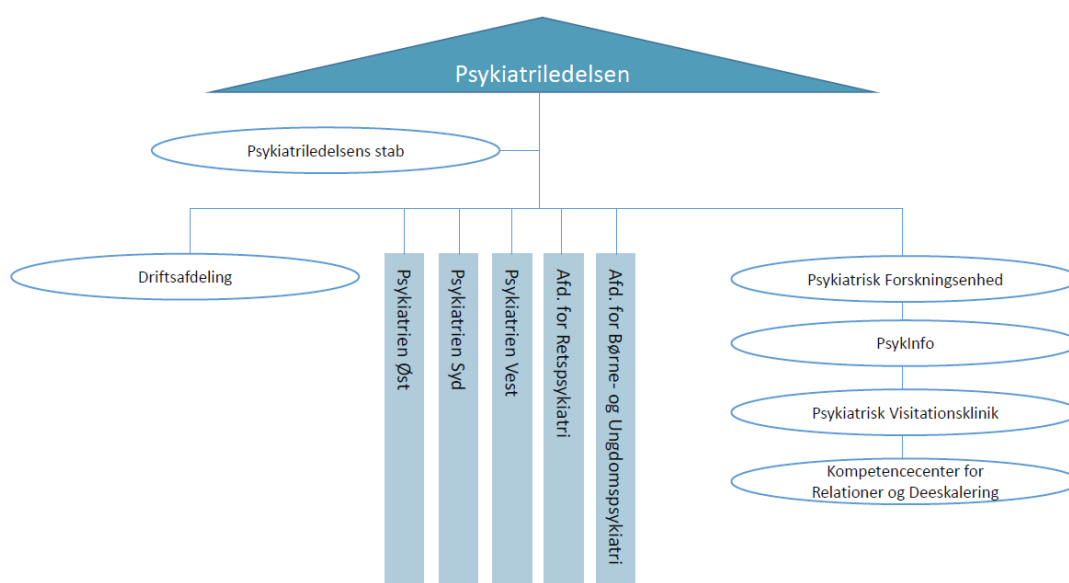 Psykiatriledelsen
Psykiatriledelsens stab
Driftsafdeling
Psykiatrien Øst
Psykiatrien Syd
Psykiatrien Vest
Afd. for Retspsykiatri
Afd. for Børne- og Ungdomspsykiatri
Psykiatrisk Forskningsenhed
PsykInfo
Psykiatrisk Visitationsklinik
Kompetencecenter for
Relationer og Deeskalering